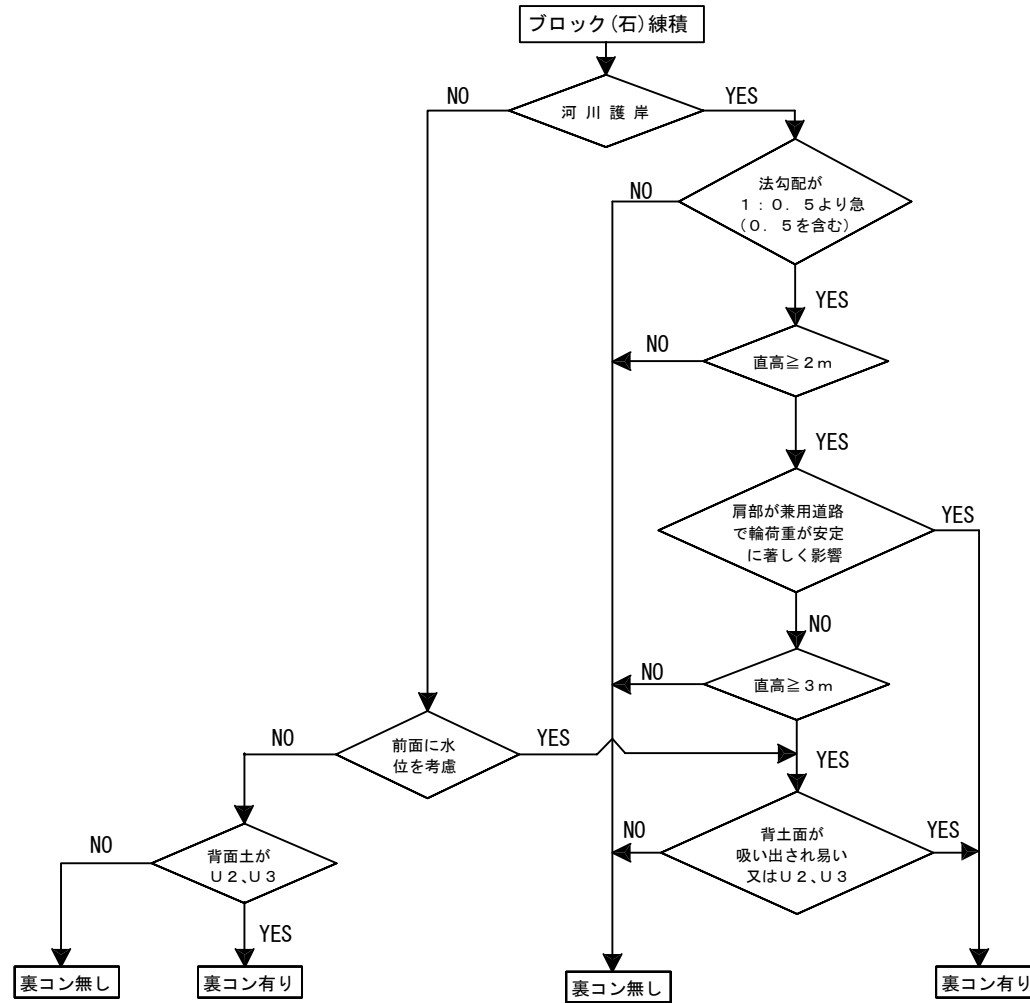 ブロック(石)練積
河川護岸
NO
YES
法勾配が
1:0.5より急
(0.5を含む)
NO
YES
直高≧2m
NO
YES
肩部が兼用道路
で輪荷重が安定
に著しく影響
YES
NO
直高≧3m
NO
YES
前面に水
位を考慮
NO
YES
背土面が
吸い出され易い
又はU2、U3
NO
YES
背面土が
U2、U3
NO
YES
裏コン無し
裏コン有り
裏コン無し
裏コン有り